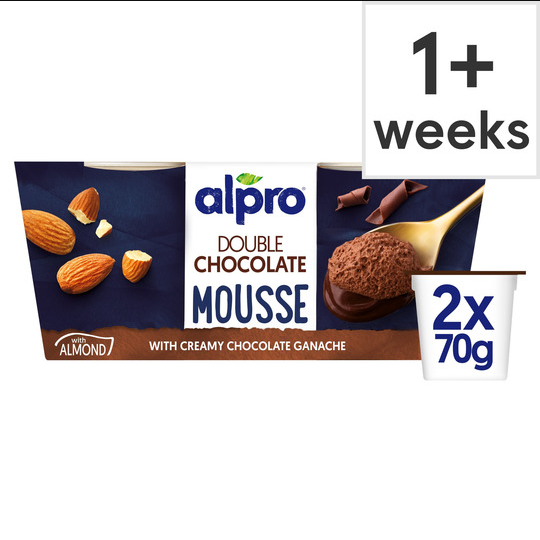 1+
weeks
alpro
DOUBLE
CHOCOLATE
MOUSSE
with
ALMOND
WITH CREAMY CHOCOLATE GANACHE
2x
70g